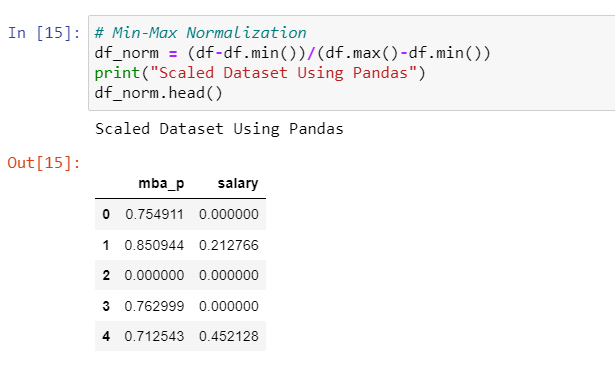 In [15]: # Min-Max Normalization
df_norm = (df-df.min())/(df.max()-df.min())
print("Scaled Dataset Using Pandas")
df_norm.head()
Scaled Dataset Using Pandas
Out[15]:
mba_p salary
0 0.754911 0.000000
1 0.850944 0.212766
2 0.000000 0.000000
3 0.762999 0.000000
4 0.712543 0.452128